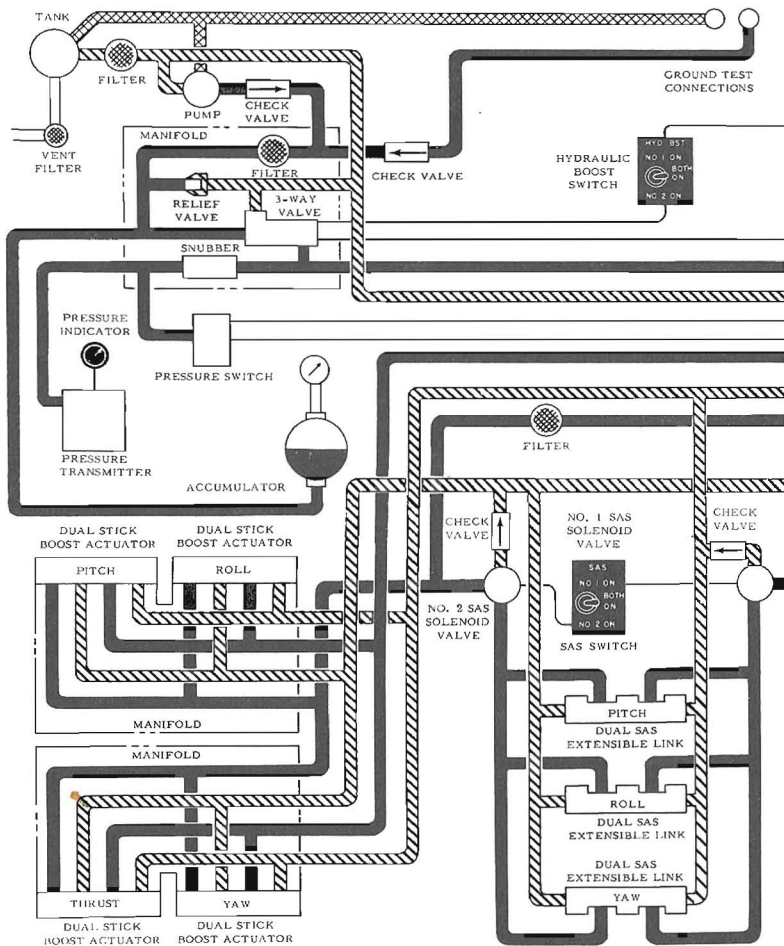 TANK
FILTER
PUMP
CHECK
VALVE
GROUND TEST
CONNECTIONS
VENT
FILTER
MANIFOLD
FILTER
CHECK VALVE
HYDRAULIC
BOOST
SWITCH
HYD BST
NO 1 ON
BOTH
ON
NO 2 ON
RELIEF
VALVE
3-WAY
VALVE
SNUBBER
PRESSURE
INDICATOR
PRESSURE SWITCH
PRESSURE
TRANSMITTER
ACCUMULATOR
FILTER
DUAL STICK
BOOST ACTUATOR
DUAL STICK
BOOST ACTUATOR
PITCH
ROLL
CHECK
VALVE
NO. 1 SAS
SOLENOID
VALVE
CHECK
VALVE
SAS
NO 1 ON
BOTH
ON
NO 2 ON
NO. 2 SAS
SOLENOID
VALVE
SAS SWITCH
MANIFOLD
PITCH
DUAL SAS
EXTENSIBLE LINK
MANIFOLD
ROLL
DUAL SAS
EXTENSIBLE LINK
DUAL SAS
EXTENSIBLE LINK
YAW
THRUST
YAW
DUAL STICK
BOOST ACTUATOR
DUAL STICK
BOOST ACTUATOR